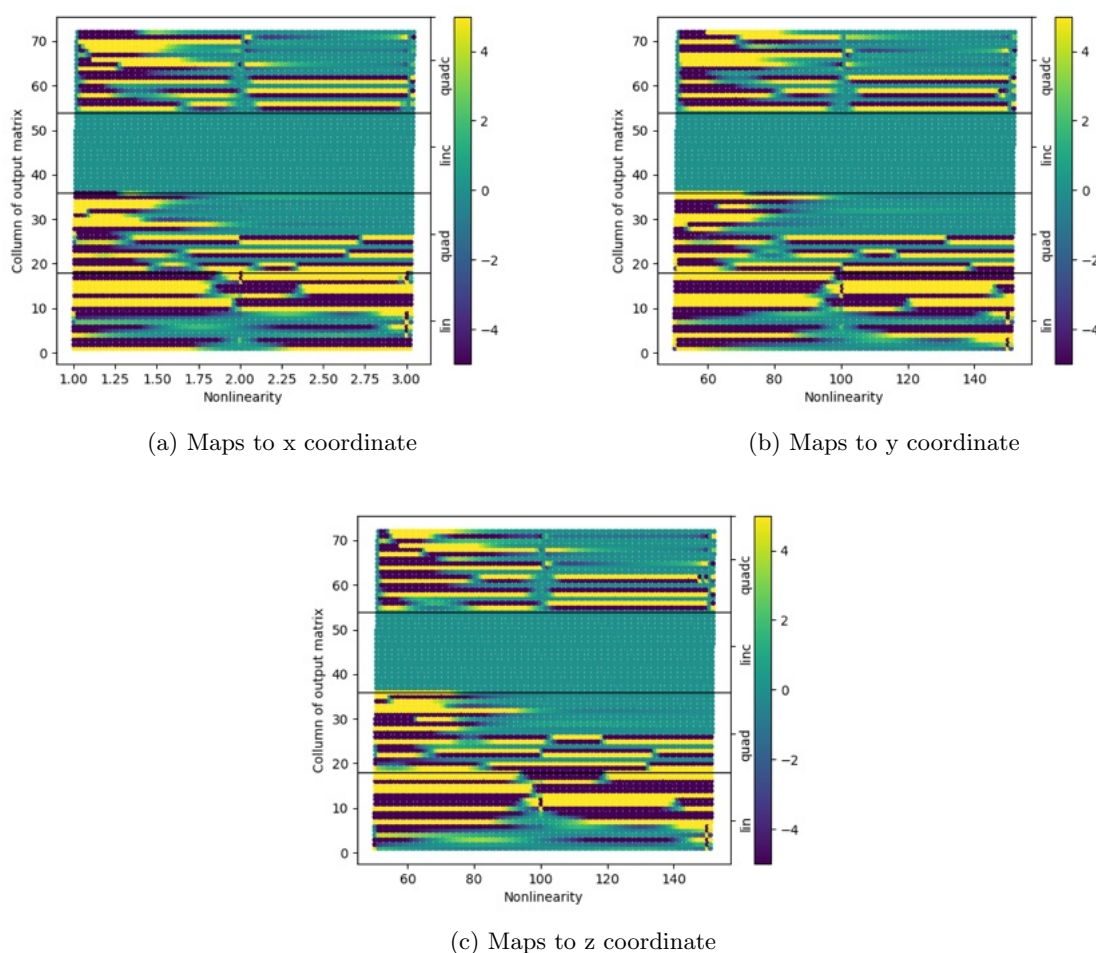 70
60
50
40
30
20
10
0
Collumn of output matrix
1.00 1.25 1.50 1.75 2.00 2.25 2.50 2.75 3.00
Nonlinearity
quadc
linc
quad
lin
4
2
0
−2
−4
(a) Maps to x coordinate
70
60
50
40
30
20
10
0
Collumn of output matrix
60 80 100 120 140
Nonlinearity
quadc
linc
quad
lin
4
2
0
−2
−4
(b) Maps to y coordinate
70
60
50
40
30
20
10
0
Collumn of output matrix
60 80 100 120 140
Nonlinearity
quadc
linc
quad
lin
4
2
0
−2
−4
(c) Maps to z coordinate